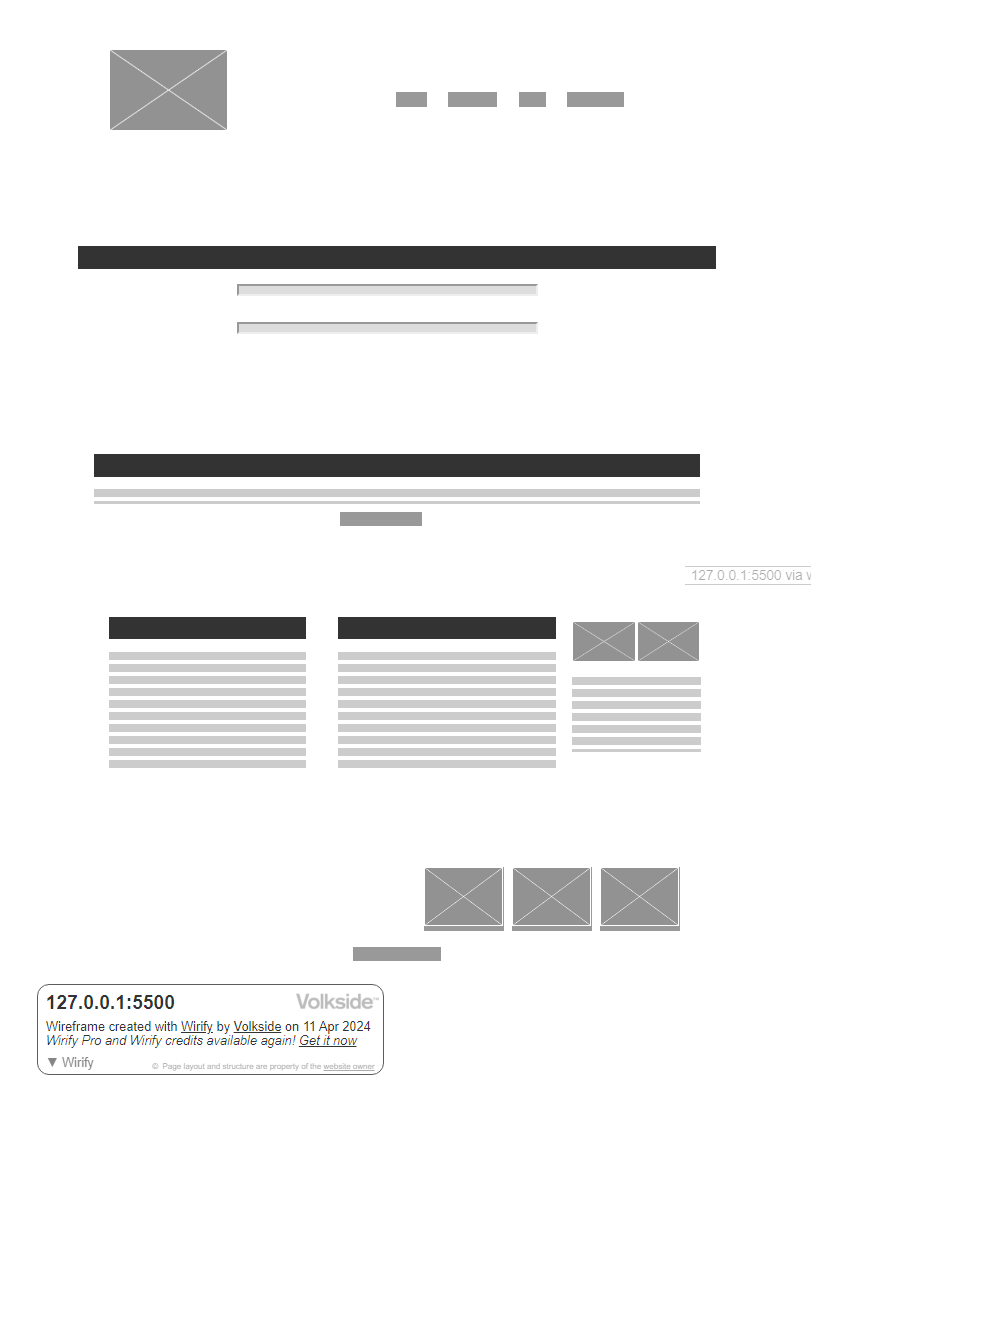 127.0.0.1:5500 via
127.0.0.1:5500
Volkside™
Wireframe created with Wirify by Volkside on 11 Apr 2024
Wirify Pro and Wirify credits available again! Get it now
▼ Wirify
© Page layout and structure are property of the website owner